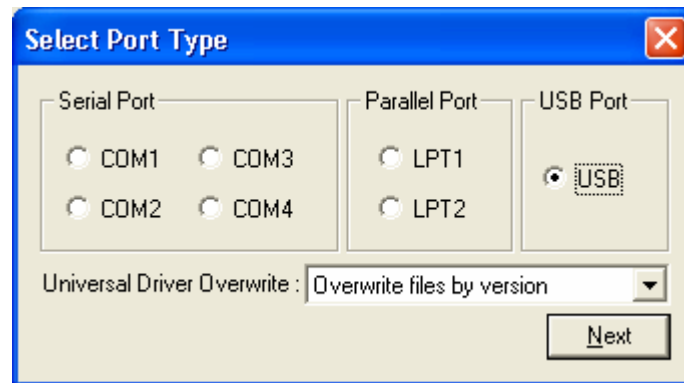 Select Port Type
Serial Port Parallel Port USB Port
COM1 COM3 LPT1 USB
COM2 COM4 LPT2
Universal Driver Overwrite : Overwrite files by version
Next